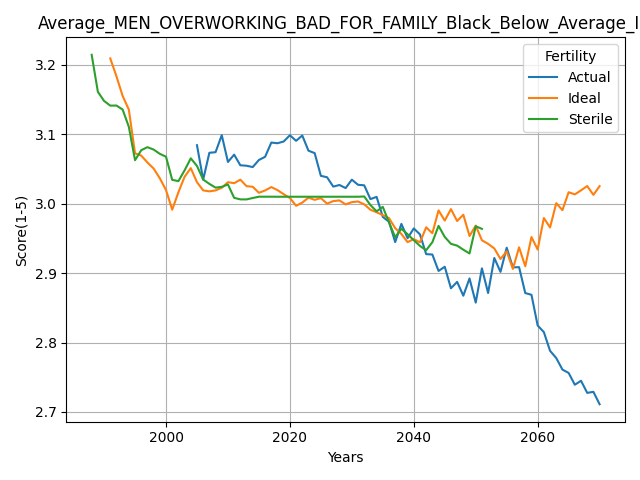 Average_MEN_OVERWORKING_BAD_FOR_FAMILY_Black_Below_Average_I
Fertility
Actual
Ideal
Sterile
Score(1-5)
3.2
3.1
3.0
2.9
2.8
2.7
2000
2020
2040
2060
Years